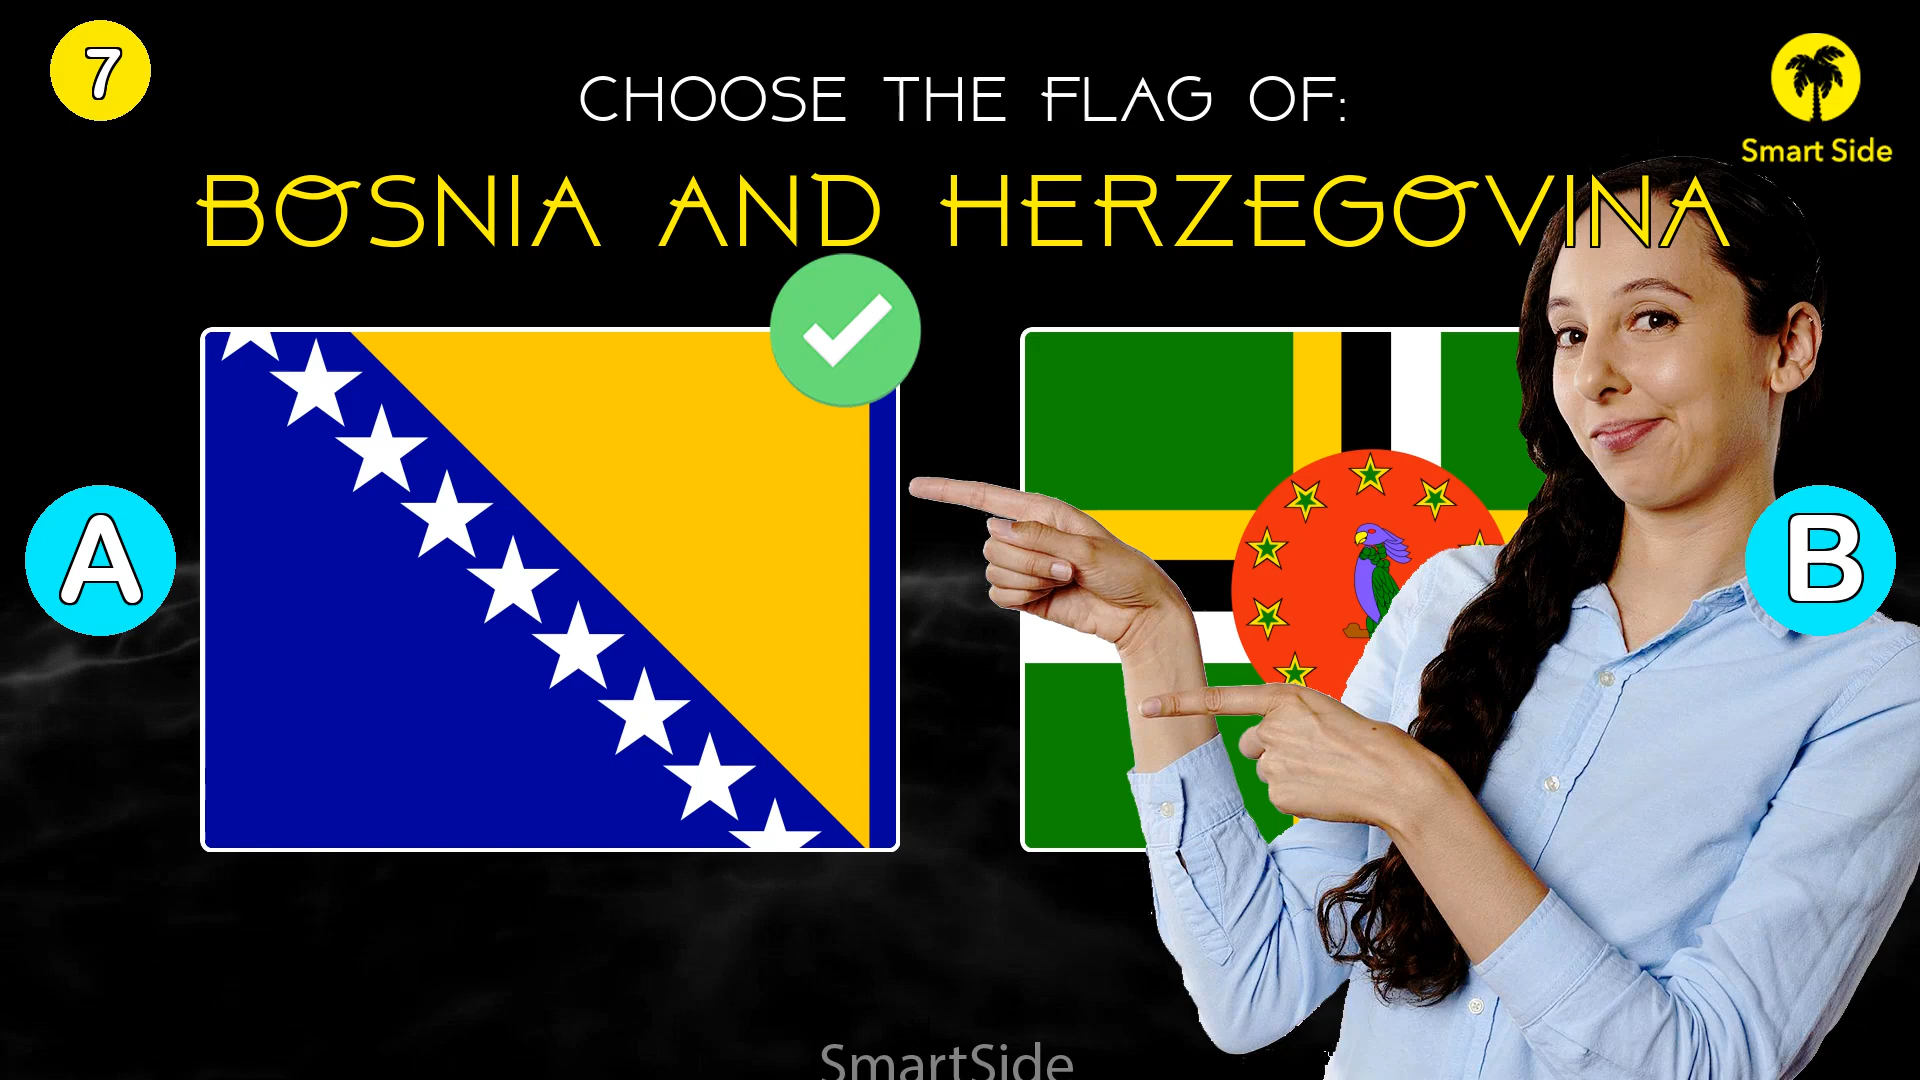 7
CHOOSE THE FLAG OF:
Smart Side
BOSNIA AND HERZEGOVINA
A
B
SmartSide